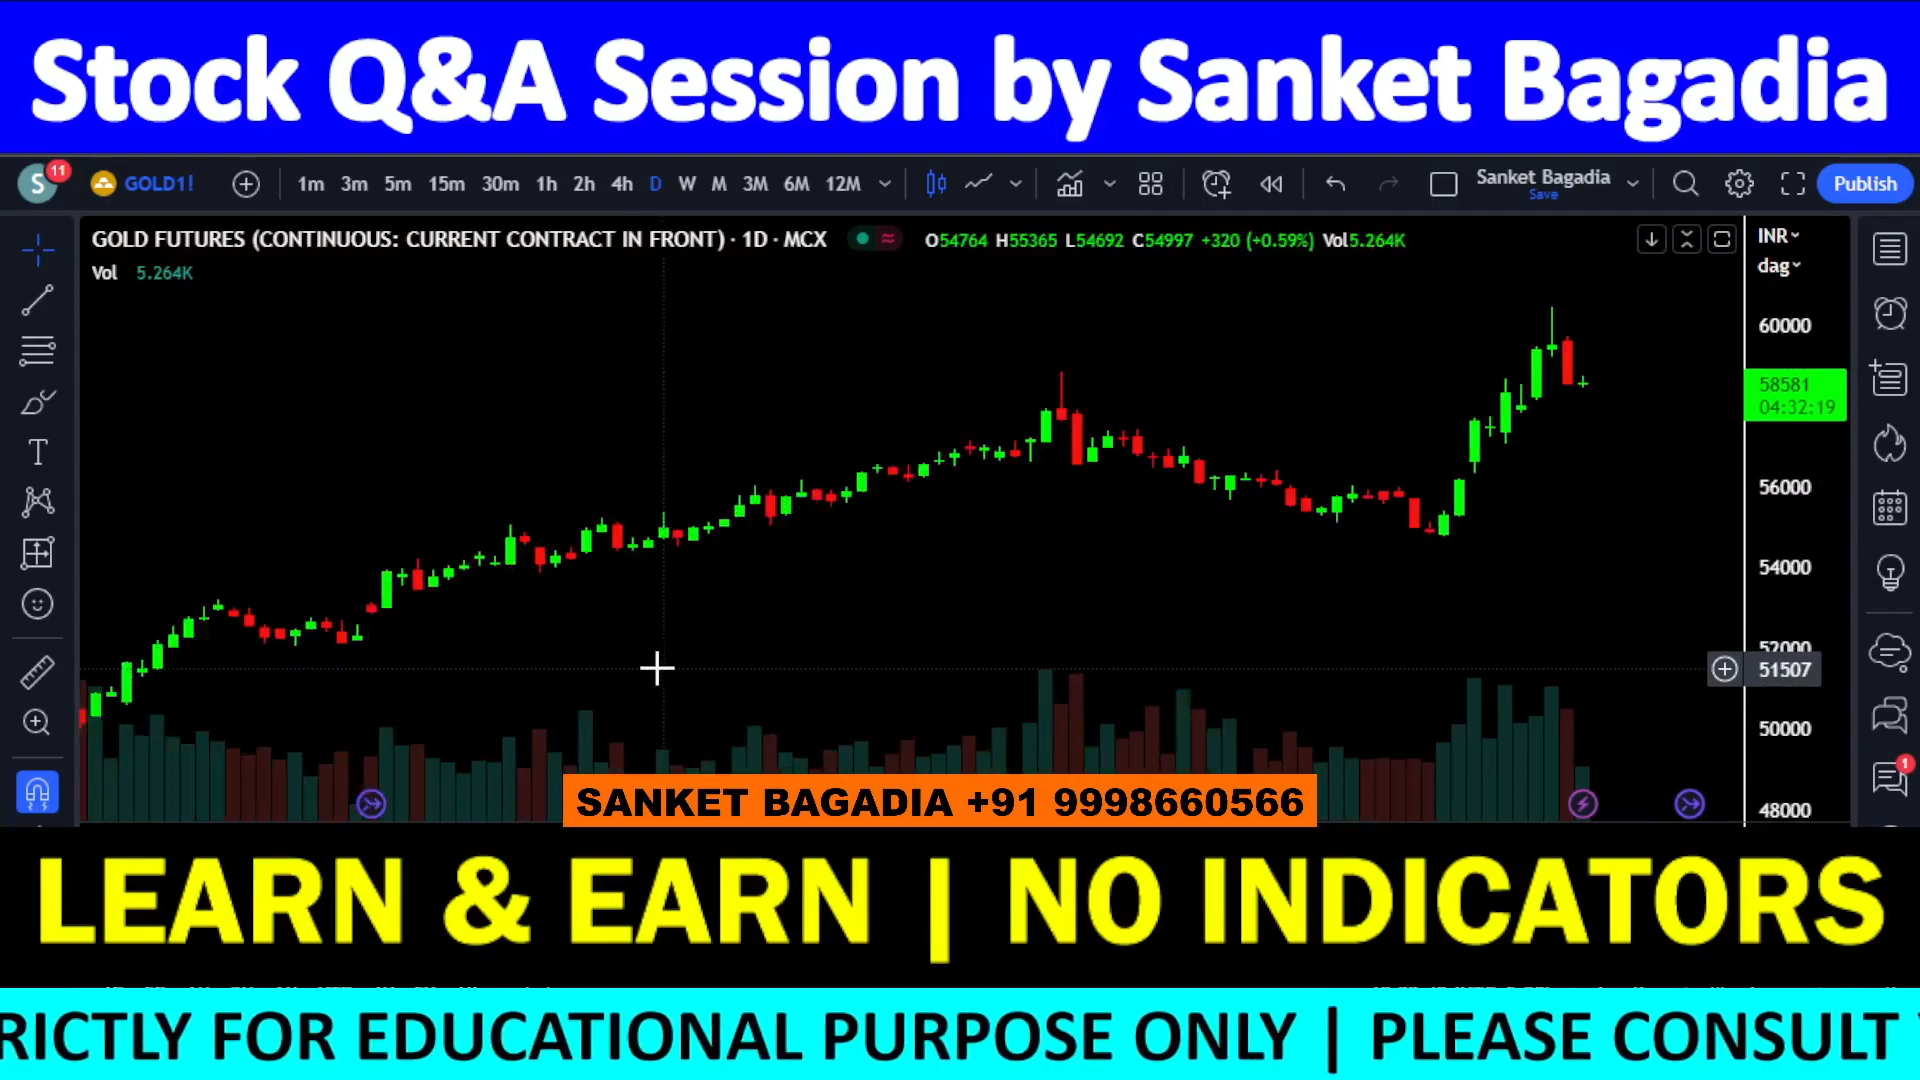 Stock Q&A Session by Sanket Bagadia
S 11 GOLD1! 1m 3m 5m 15m 30m 1h 2h 4h D W M 3M 6M 12M Sanket Bagadia Save Publish
GOLD FUTURES (CONTINUOUS: CURRENT CONTRACT IN FRONT) · 1D · MCX O54764 H55365 L54692 C54997 +320 (+0.59%) Vol5.264K
INR
Vol 5.264K
dag
60000
58581
04:32:19
56000
54000
52000
51507
50000
48000
1
SANKET BAGADIA +91 9998660566
LEARN & EARN | NO INDICATORS
RICTLY FOR EDUCATIONAL PURPOSE ONLY | PLEASE CONSULT